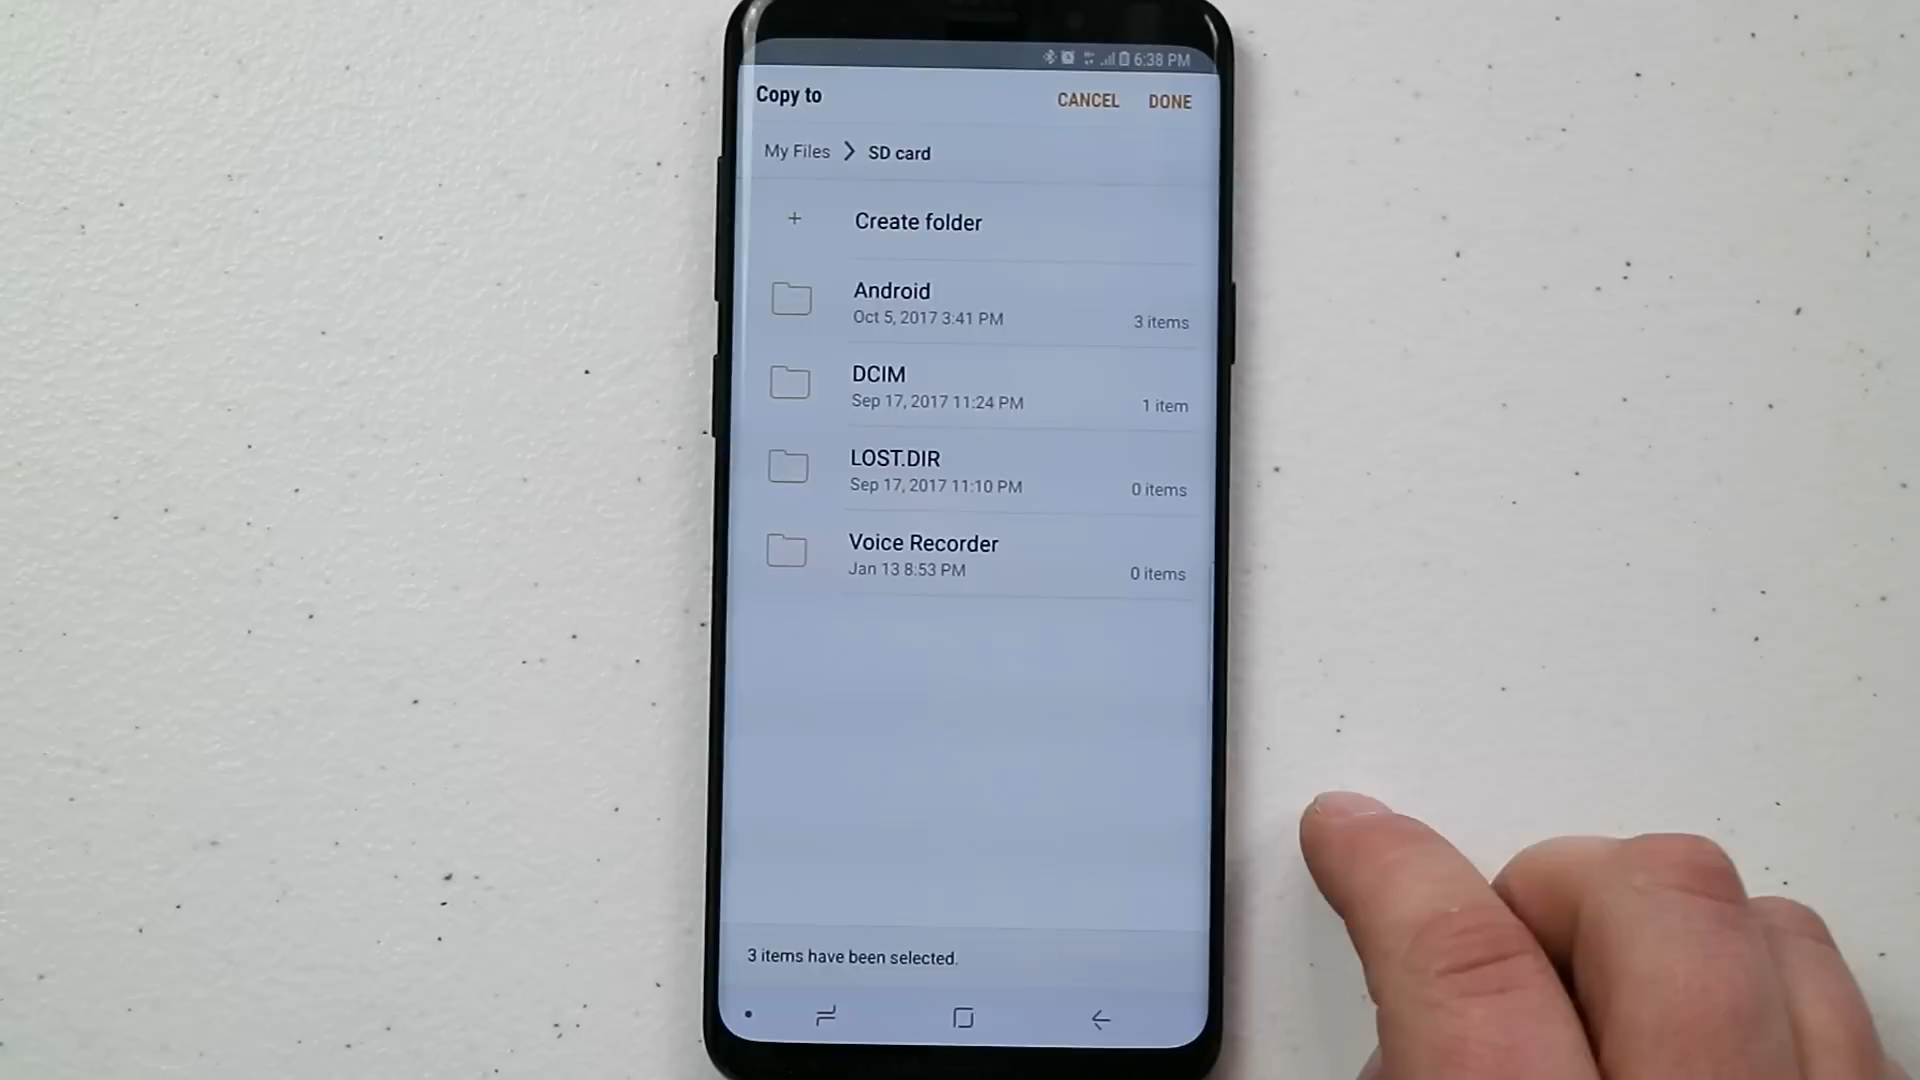 6:38 PM
Copy to CANCEL DONE
My Files > SD card
+ Create folder
Android
Oct 5, 2017 3:41 PM 3 items
DCIM
Sep 17, 2017 11:24 PM 1 item
LOST.DIR
Sep 17, 2017 11:10 PM 0 items
Voice Recorder
Jan 13 8:53 PM 0 items
3 items have been selected.